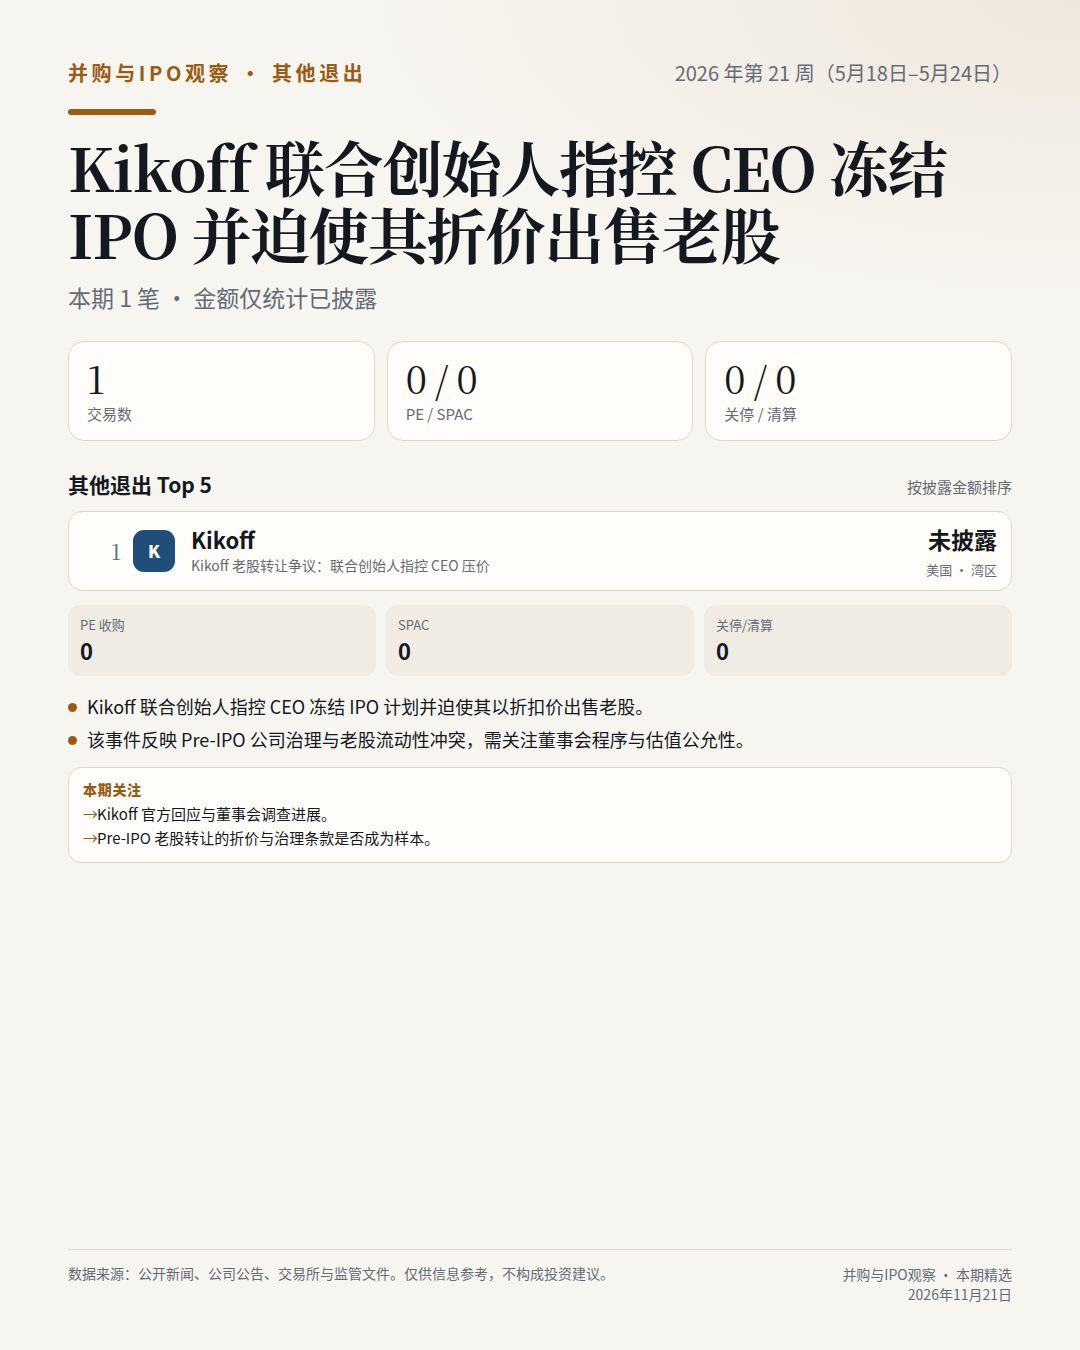 并购与IPO观察 · 其他退出
2026 年第 21 周（5月18日–5月24日）
Kikoff 联合创始人指控 CEO 冻结
IPO 并迫使其折价出售老股
本期 1 笔 · 金额仅统计已披露
1
交易数
0 / 0
PE / SPAC
0 / 0
关停 / 清算
其他退出 Top 5
按披露金额排序
1
K
Kikoff
Kikoff 老股转让争议：联合创始人指控 CEO 压价
未披露
美国 · 湾区
PE 收购
0
SPAC
0
关停/清算
0
Kikoff 联合创始人指控 CEO 冻结 IPO 计划并迫使其以折扣价出售老股。
该事件反映 Pre-IPO 公司治理与老股流动性冲突，需关注董事会程序与估值公允性。
本期关注
→Kikoff 官方回应与董事会调查进展。
→Pre-IPO 老股转让的折价与治理条款是否成为样本。
数据来源：公开新闻、公司公告、交易所与监管文件。仅供信息参考，不构成投资建议。
并购与IPO观察 · 本期精选
2026年11月21日